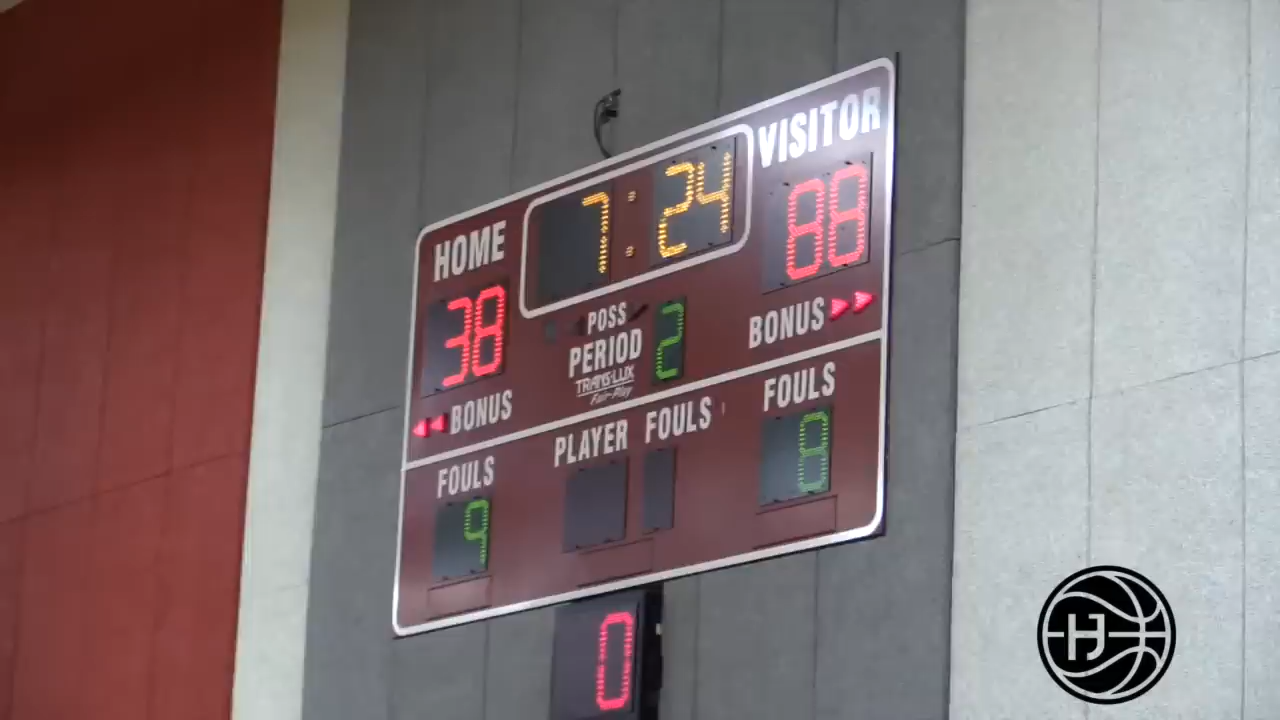 VISITOR
HOME
7:24
88
38
POSS
PERIOD
2
TRANS-LUX
Fair-Play
BONUS
BONUS
FOULS
PLAYER FOULS
FOULS
9
8
0
HJ